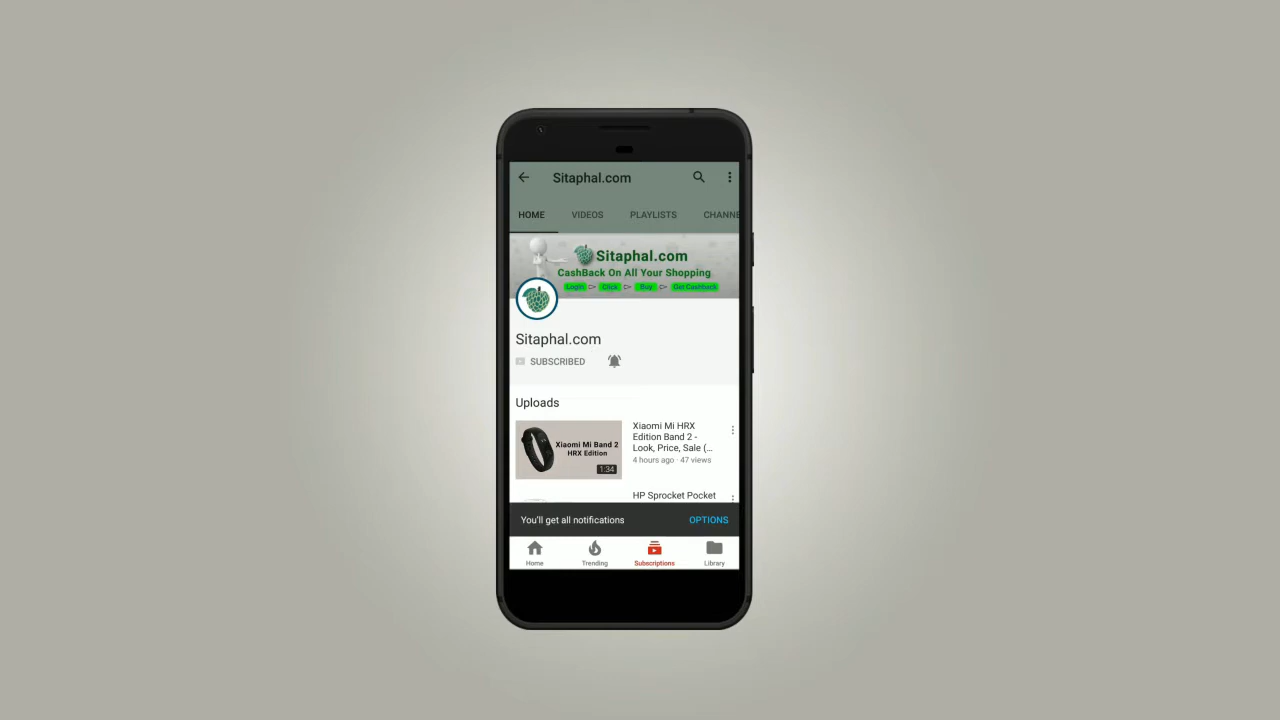 Sitaphal.com
HOME VIDEOS PLAYLISTS CHANNE
Sitaphal.com
CashBack On All Your Shopping
Login Click Buy Get Cashback
Sitaphal.com
SUBSCRIBED
Uploads
Xiaomi Mi Band 2
HRX Edition
1:34
Xiaomi Mi HRX
Edition Band 2 -
Look, Price, Sale (...
4 hours ago · 47 views
HP Sprocket Pocket
You'll get all notifications OPTIONS
Home Trending Subscriptions Library